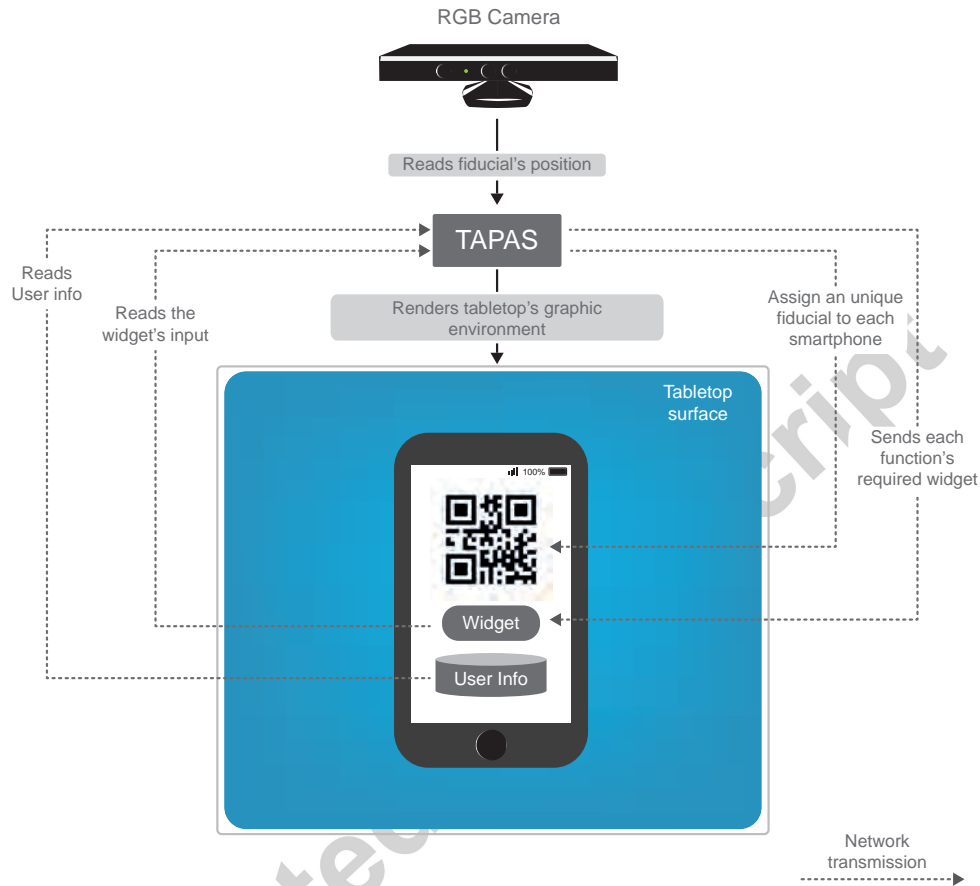 RGB Camera
Reads fiducial's position
TAPAS
Reads
User info
Reads the
widget's input
Renders tabletop's graphic
environment
Assign an unique
fiducial to each
smartphone
Tabletop
surface
Sends each
function's
required widget
100%
Widget
User Info
Network
transmission